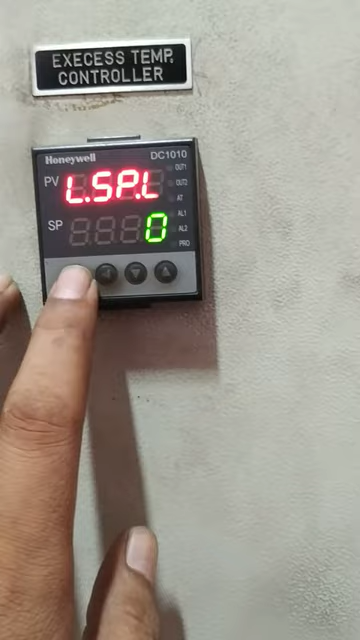 EXECESS TEMP.
CONTROLLER
Honeywell DC1010
PV L.SP.L
SP 0
OUT1
OUT2
AT
AL1
AL2
PRO